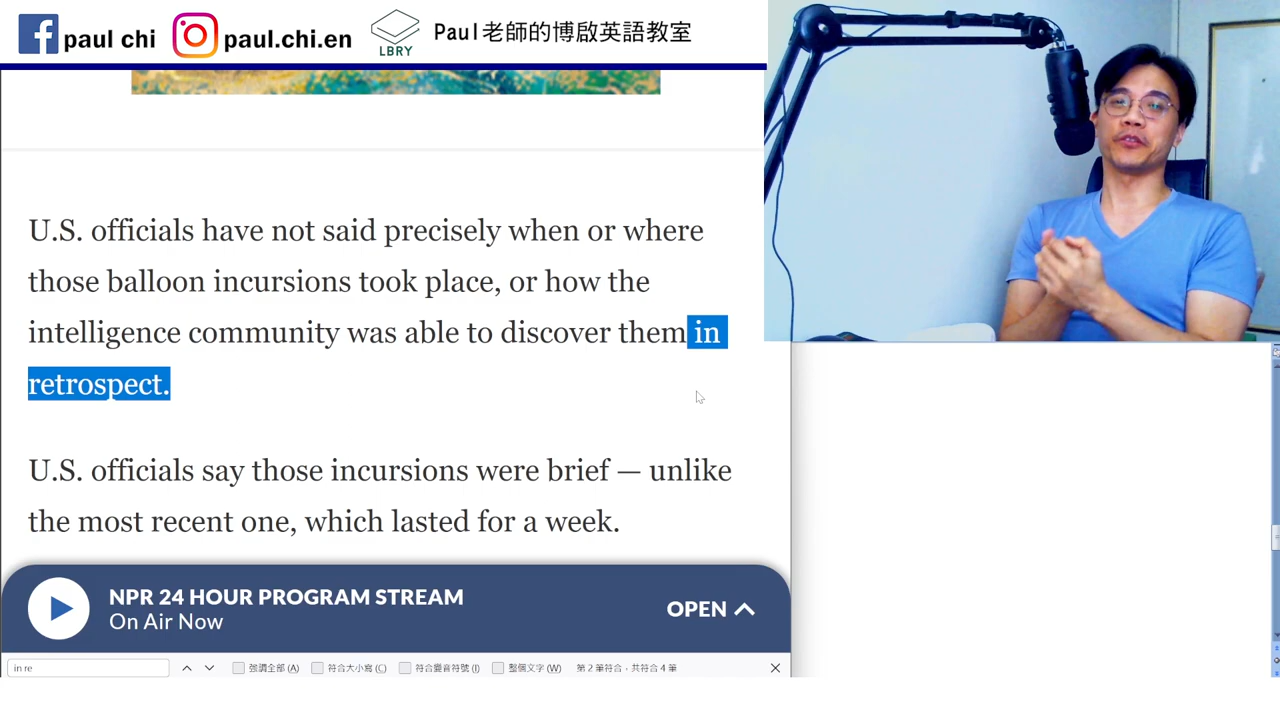 paul chi
paul.chi.en
LBRY
Paul老師的博啟英語教室
U.S. officials have not said precisely when or where
those balloon incursions took place, or how the
intelligence community was able to discover them in
retrospect.
U.S. officials say those incursions were brief — unlike
the most recent one, which lasted for a week.
NPR 24 HOUR PROGRAM STREAM
On Air Now
OPEN
in re
強調全部 (A)
符合大小寫 (C)
符合變音符號 (I)
整個文字 (W)
第 2 筆符合，共符合 4 筆